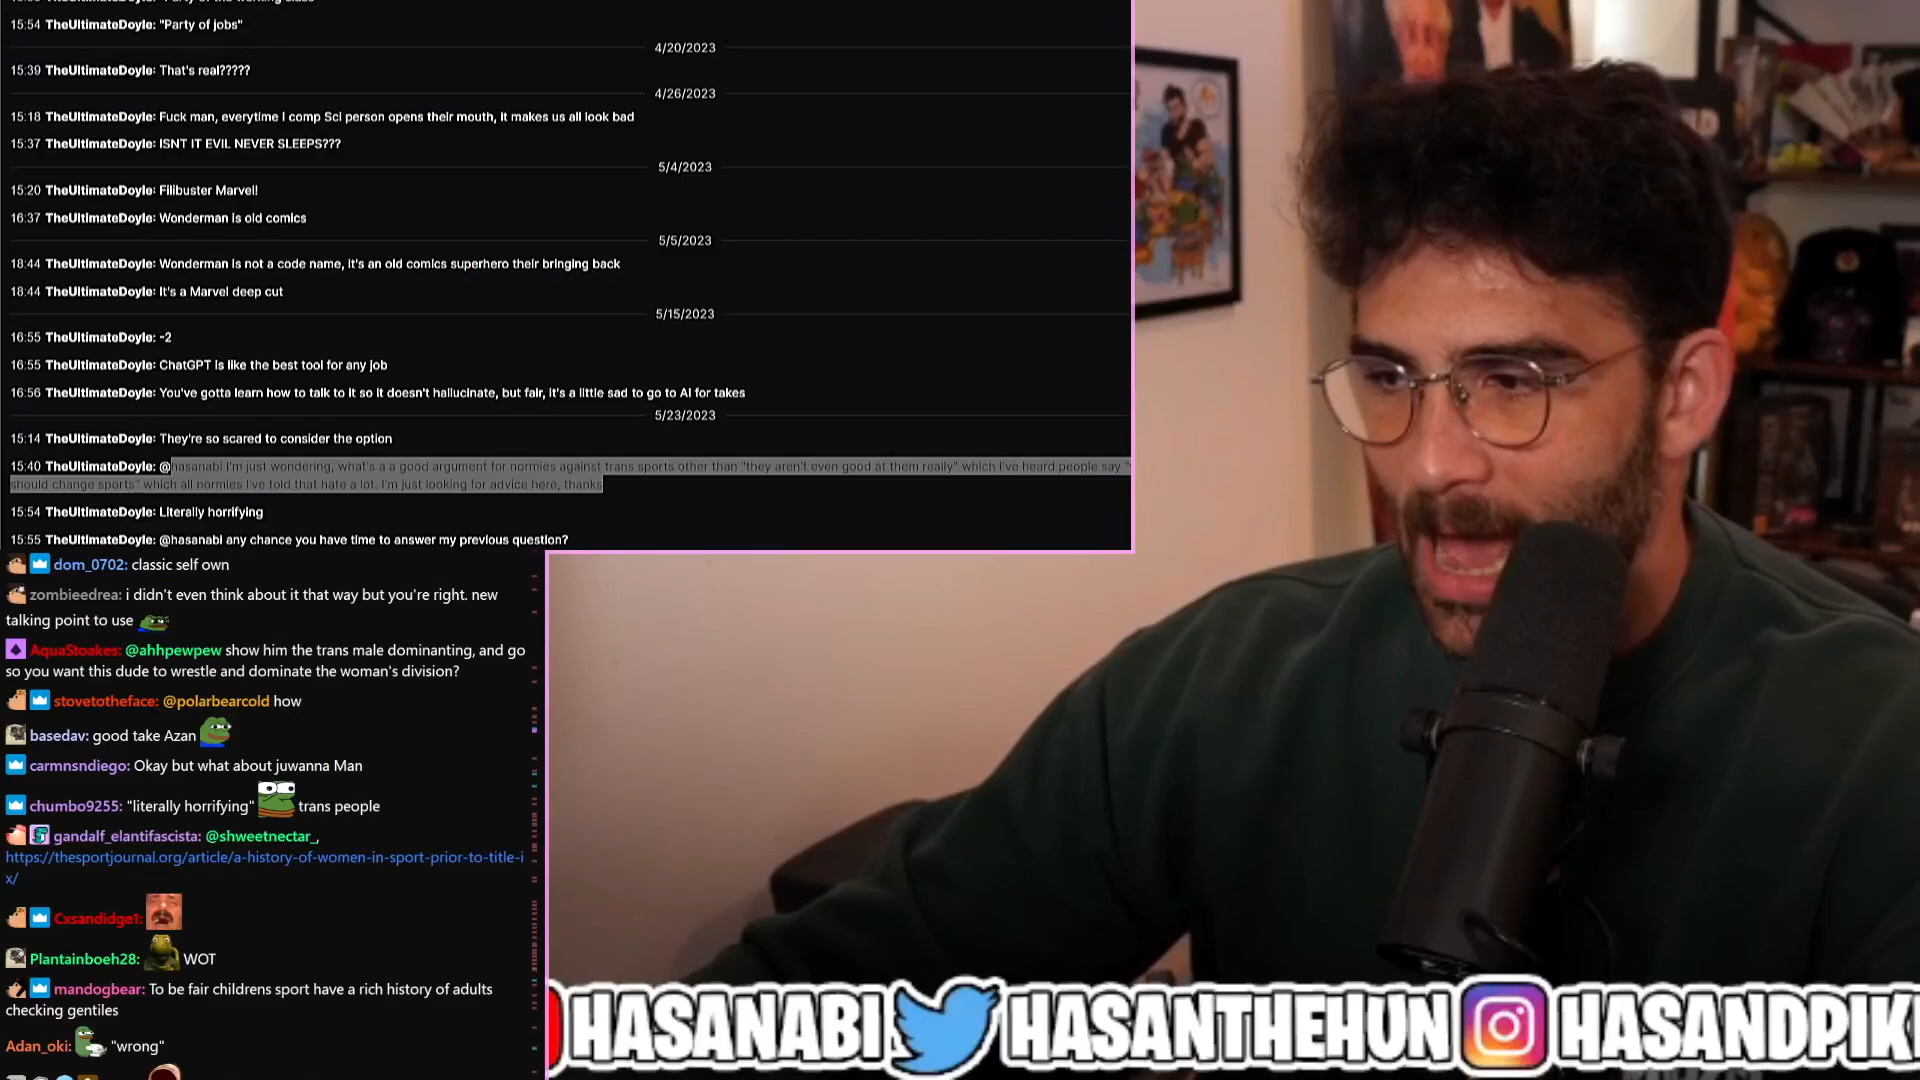 15:54 TheUltimateDoyle: "Party of jobs"
4/20/2023
15:39 TheUltimateDoyle: That's real?????
4/26/2023
15:18 TheUltimateDoyle: Fuck man, everytime I comp Sci person opens their mouth, it makes us all look bad
15:37 TheUltimateDoyle: ISNT IT EVIL NEVER SLEEPS???
5/4/2023
15:20 TheUltimateDoyle: Filibuster Marvel!
16:37 TheUltimateDoyle: Wonderman is old comics
5/5/2023
18:44 TheUltimateDoyle: Wonderman is not a code name, it's an old comics superhero their bringing back
18:44 TheUltimateDoyle: It's a Marvel deep cut
5/15/2023
16:55 TheUltimateDoyle: -2
16:55 TheUltimateDoyle: ChatGPT is like the best tool for any job
16:56 TheUltimateDoyle: You've gotta learn how to talk to it so it doesn't hallucinate, but fair, it's a little sad to go to AI for takes
5/23/2023
15:14 TheUltimateDoyle: They're so scared to consider the option
15:40 TheUltimateDoyle: @hasanabi I'm just wondering, what's a a good argument for normies against trans sports other than "they aren't even good at them really" which I've heard people say "
should change sports" which all normies I've told that hate a lot. I'm just looking for advice here, thanks
15:54 TheUltimateDoyle: Literally horrifying
15:55 TheUltimateDoyle: @hasanabi any chance you have time to answer my previous question?
dom_0702: classic self own
zombieedrea: i didn't even think about it that way but you're right. new
talking point to use
AquaStoakes: @ahhpewpew show him the trans male dominanting, and go
so you want this dude to wrestle and dominate the woman's division?
stovetotheface: @polarbearcold how
basedav: good take Azan
carmnsndiego: Okay but what about juwanna Man
chumbo9255: "literally horrifying" trans people
gandalf_elantifascista: @shweetnectar_,
https://thesportjournal.org/article/a-history-of-women-in-sport-prior-to-title-i
x/
Cxsandidge1:
Plantainboeh28: WOT
mandogbear: To be fair childrens sport have a rich history of adults
checking gentiles
Adan_oki: "wrong"
HASANABI HASANTHEHUN HASANDPIK